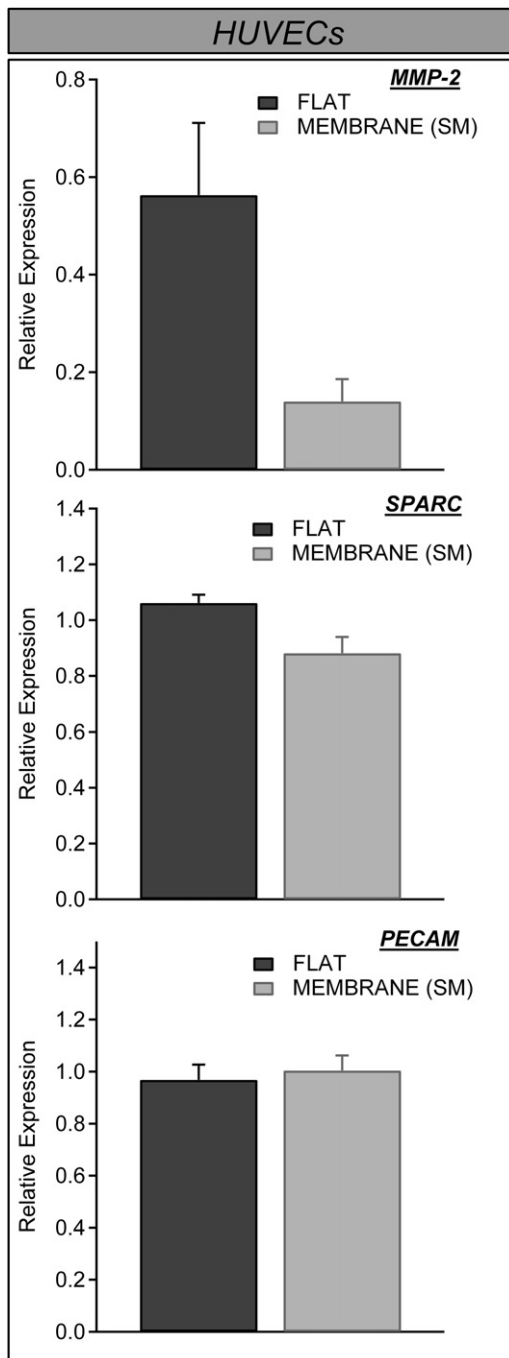 HUVECs
MMP-2
FLAT
MEMBRANE (SM)
Relative Expression
0.8
0.6
0.4
0.2
0.0
SPARC
FLAT
MEMBRANE (SM)
Relative Expression
1.4
1.2
1.0
0.8
0.6
0.4
0.2
0.0
PECAM
FLAT
MEMBRANE (SM)
Relative Expression
1.4
1.2
1.0
0.8
0.6
0.4
0.2
0.0